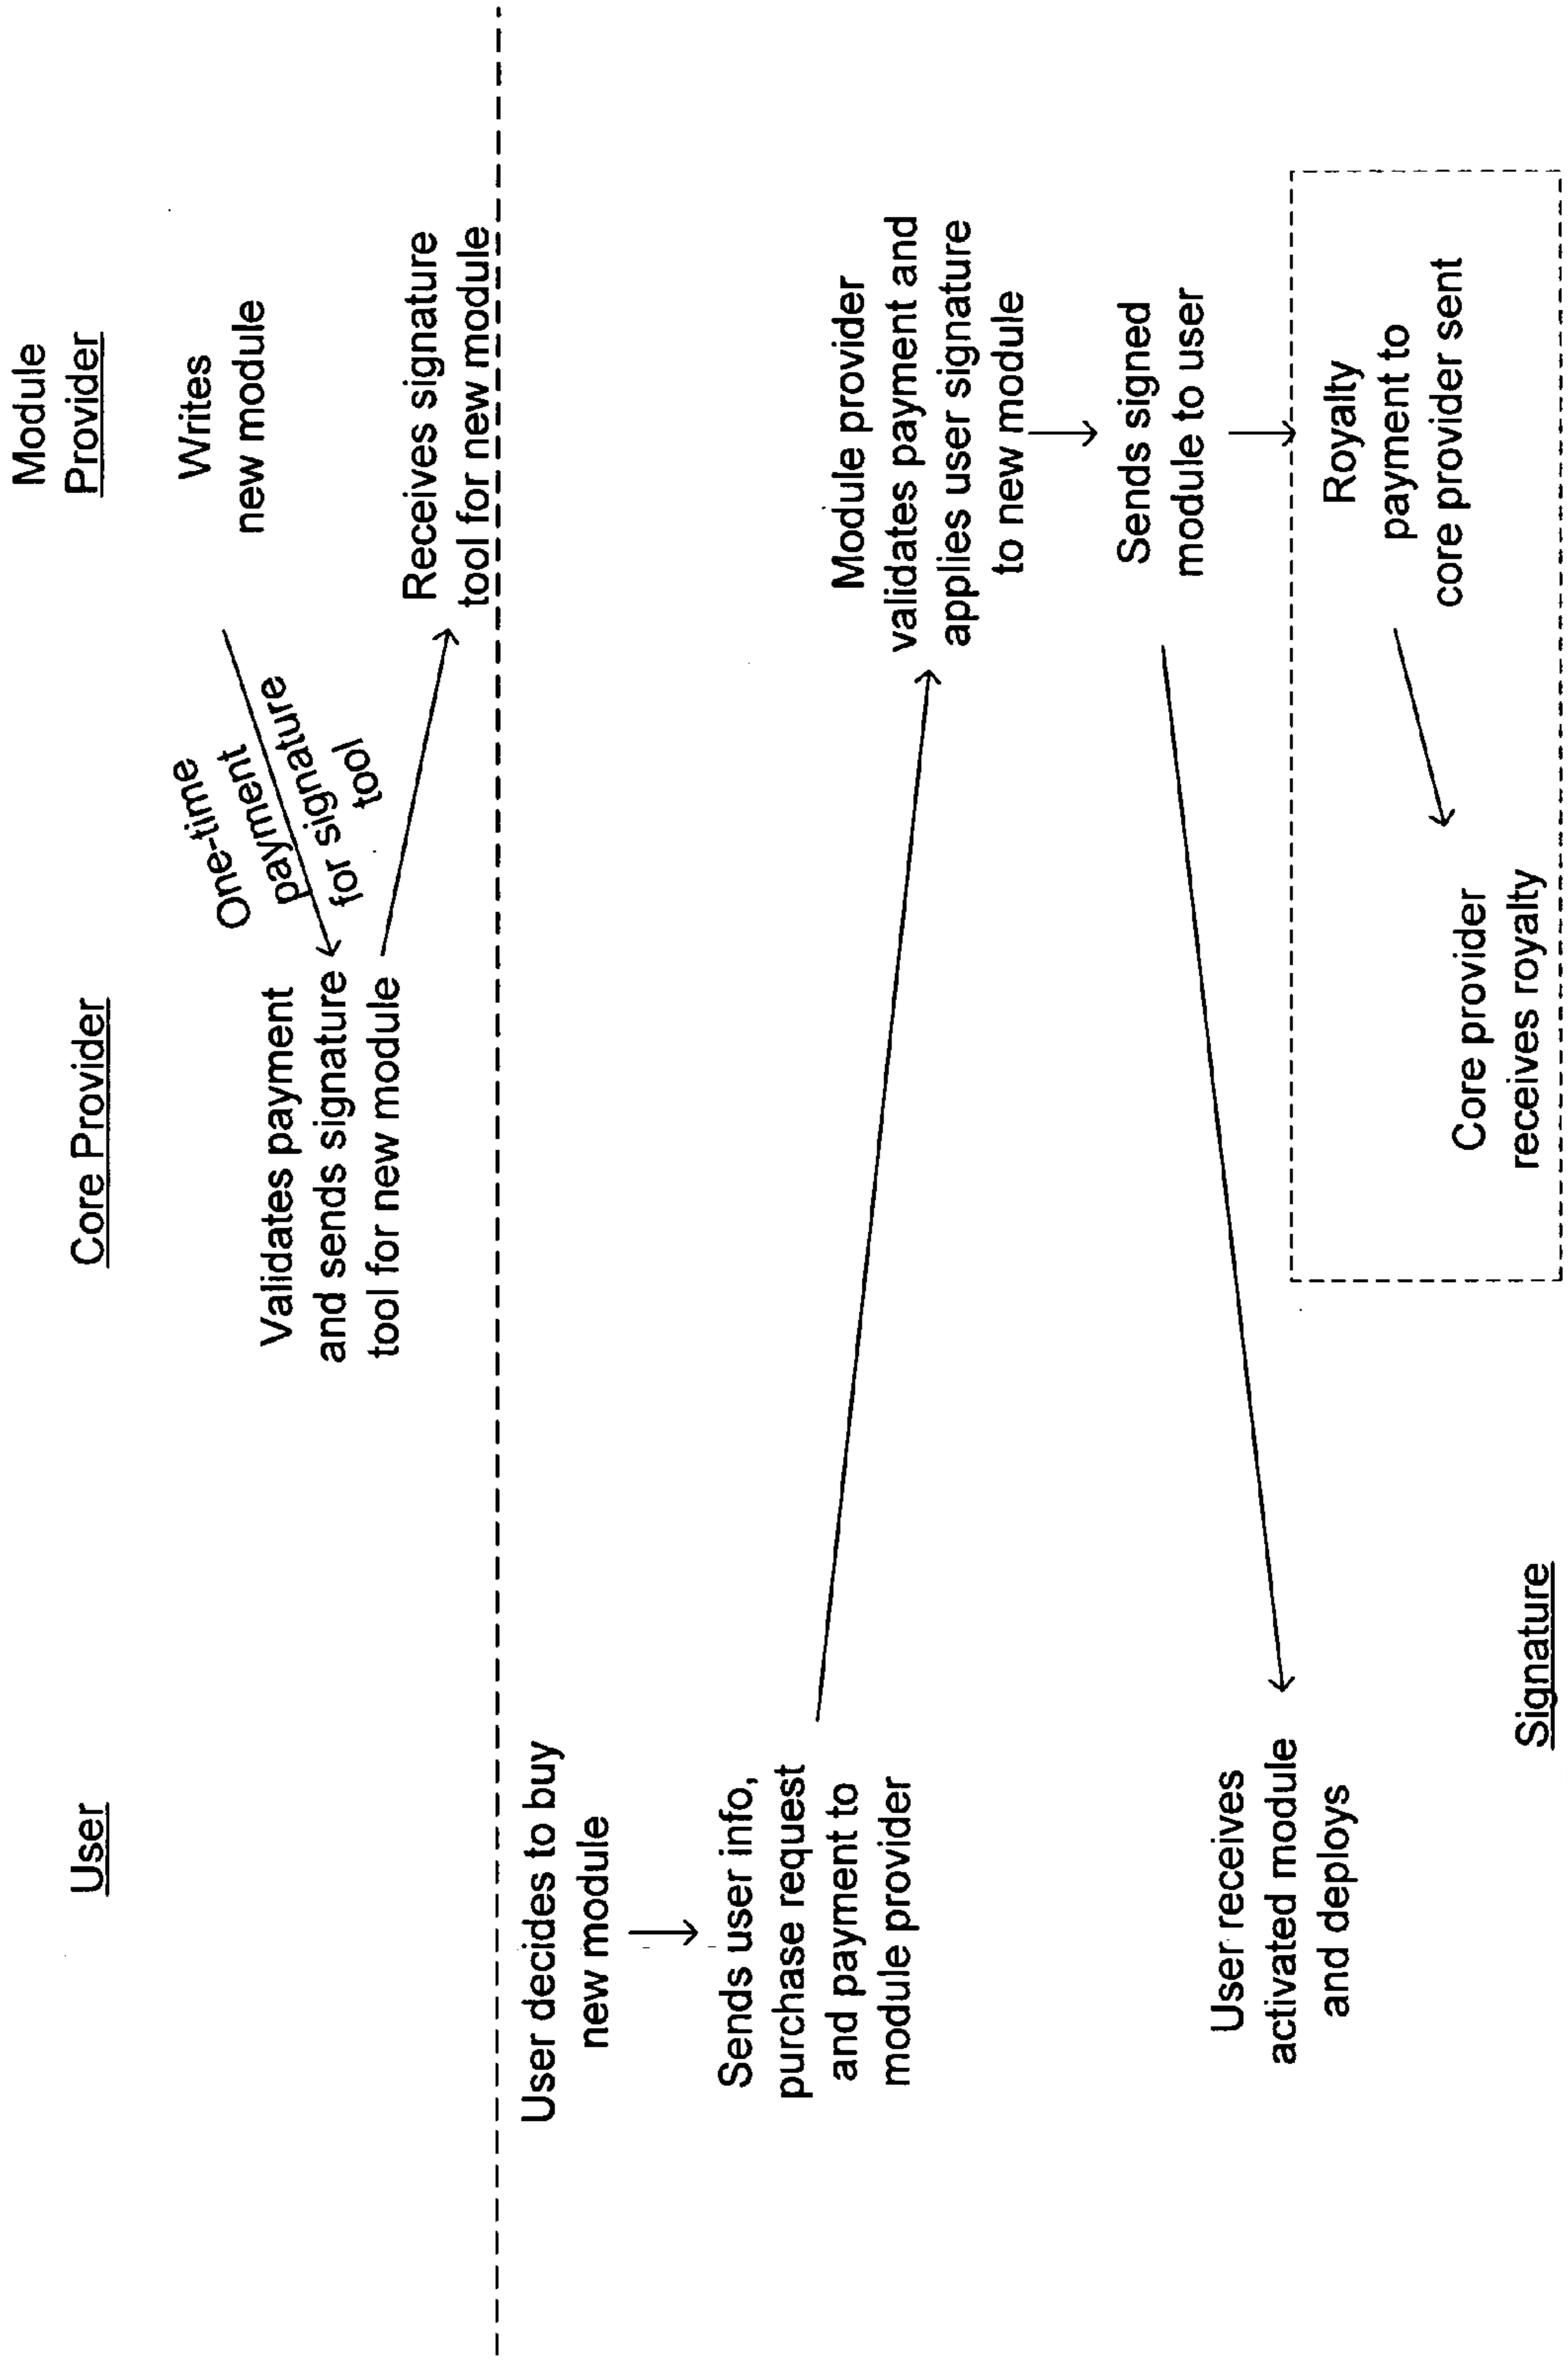 User
Core Provider
Module
Provider
Writes
new module
One-time
payment
for signature
tool
Validates payment
and sends signature
tool for new module
Receives signature
tool for new module
User decides to buy
new module
Sends user info,
purchase request
and payment to
module provider
Module provider
validates payment and
applies user signature
to new module
Sends signed
module to user
User receives
activated module
and deploys
Royalty
payment to
core provider sent
Core provider
receives royalty
Signature